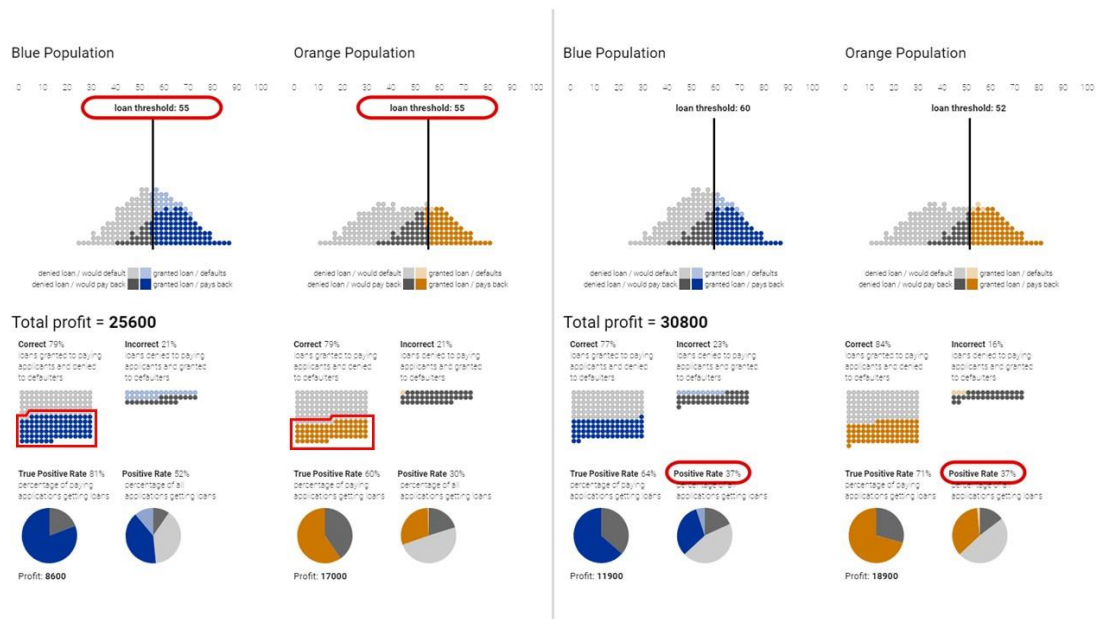 Blue Population
0 10 20 30 40 50 60 70 80 90 100
loan threshold: 55
denied loan / would default
granted loan / defaults
denied loan / would pay back
granted loan / pays back
Total profit = 25600
Correct 79%
loans granted to paying
applicants and denied
to defaulters
Incorrect 21%
loans denied to paying
applicants and granted
to defaulters
True Positive Rate 81%
percentage of paying
applications getting loans
Positive Rate 52%
percentage of all
applications getting loans
Profit: 8600
Orange Population
0 10 20 30 40 50 60 70 80 90 100
loan threshold: 55
denied loan / would default
granted loan / defaults
denied loan / would pay back
granted loan / pays back
Correct 79%
loans granted to paying
applicants and denied
to defaulters
Incorrect 21%
loans denied to paying
applicants and granted
to defaulters
True Positive Rate 60%
percentage of paying
applications getting loans
Positive Rate 30%
percentage of all
applications getting loans
Profit: 17000
Blue Population
0 10 20 30 40 50 60 70 80 90 100
loan threshold: 60
denied loan / would default
granted loan / defaults
denied loan / would pay back
granted loan / pays back
Total profit = 30800
Correct 77%
loans granted to paying
applicants and denied
to defaulters
Incorrect 23%
loans denied to paying
applicants and granted
to defaulters
True Positive Rate 64%
percentage of paying
applications getting loans
Positive Rate 37%
percentage of all
applications getting loans
Profit: 11900
Orange Population
0 10 20 30 40 50 60 70 80 90 100
loan threshold: 52
denied loan / would default
granted loan / defaults
denied loan / would pay back
granted loan / pays back
Correct 84%
loans granted to paying
applicants and denied
to defaulters
Incorrect 16%
loans denied to paying
applicants and granted
to defaulters
True Positive Rate 71%
percentage of paying
applications getting loans
Positive Rate 37%
percentage of all
applications getting loans
Profit: 18900